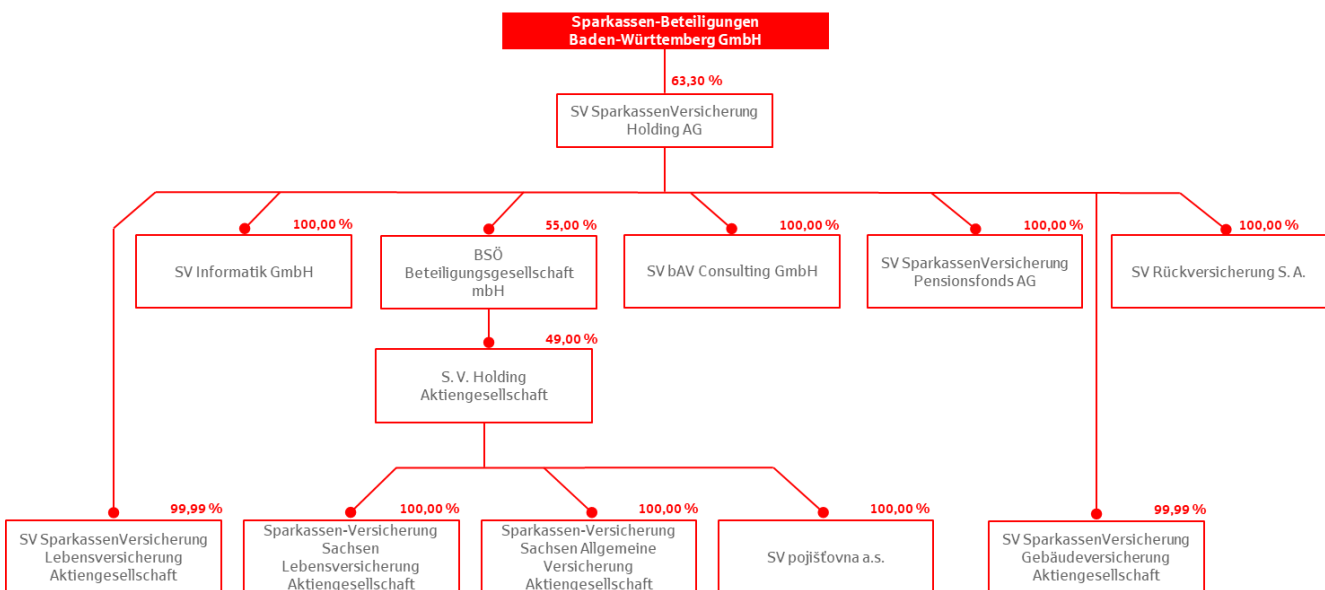 Sparkassen-Beteiligungen
Baden-Württemberg GmbH
63,30 %
SV SparkassenVersicherung
Holding AG
100,00 %
SV Informatik GmbH
55,00 %
BSÖ
Beteiligungsgesellschaft
mbH
100,00 %
SV bAV Consulting GmbH
100,00 %
SV SparkassenVersicherung
Pensionsfonds AG
100,00 %
SV Rückversicherung S. A.
49,00 %
S. V. Holding
Aktiengesellschaft
99,99 %
SV SparkassenVersicherung
Lebensversicherung
Aktiengesellschaft
100,00 %
Sparkassen-Versicherung
Sachsen
Lebensversicherung
Aktiengesellschaft
100,00 %
Sparkassen-Versicherung
Sachsen Allgemeine
Versicherung
Aktiengesellschaft
100,00 %
SV pojišťovna a.s.
99,99 %
SV SparkassenVersicherung
Gebäudeversicherung
Aktiengesellschaft